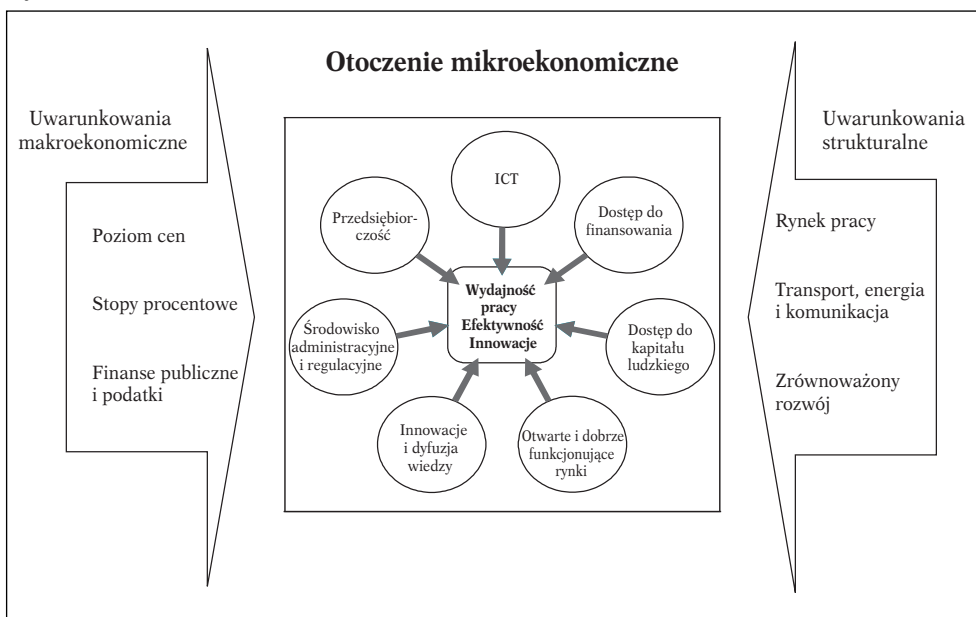 Otoczenie mikroekonomiczne
Uwarunkowania
makroekonomiczne
Poziom cen
Stopy procentowe
Finanse publiczne
i podatki
ICT
Przedsiębior-
czość
Dostęp do
finansowania
Środowisko
administracyjne
i regulacyjne
Wydajność
pracy
Efektywność
Innowacje
Dostęp do
kapitału
ludzkiego
Innowacje
i dyfuzja
wiedzy
Otwarte i dobrze
funkcjonujące
rynki
Uwarunkowania
strukturalne
Rynek pracy
Transport, energia
i komunikacja
Zrównoważony
rozwój